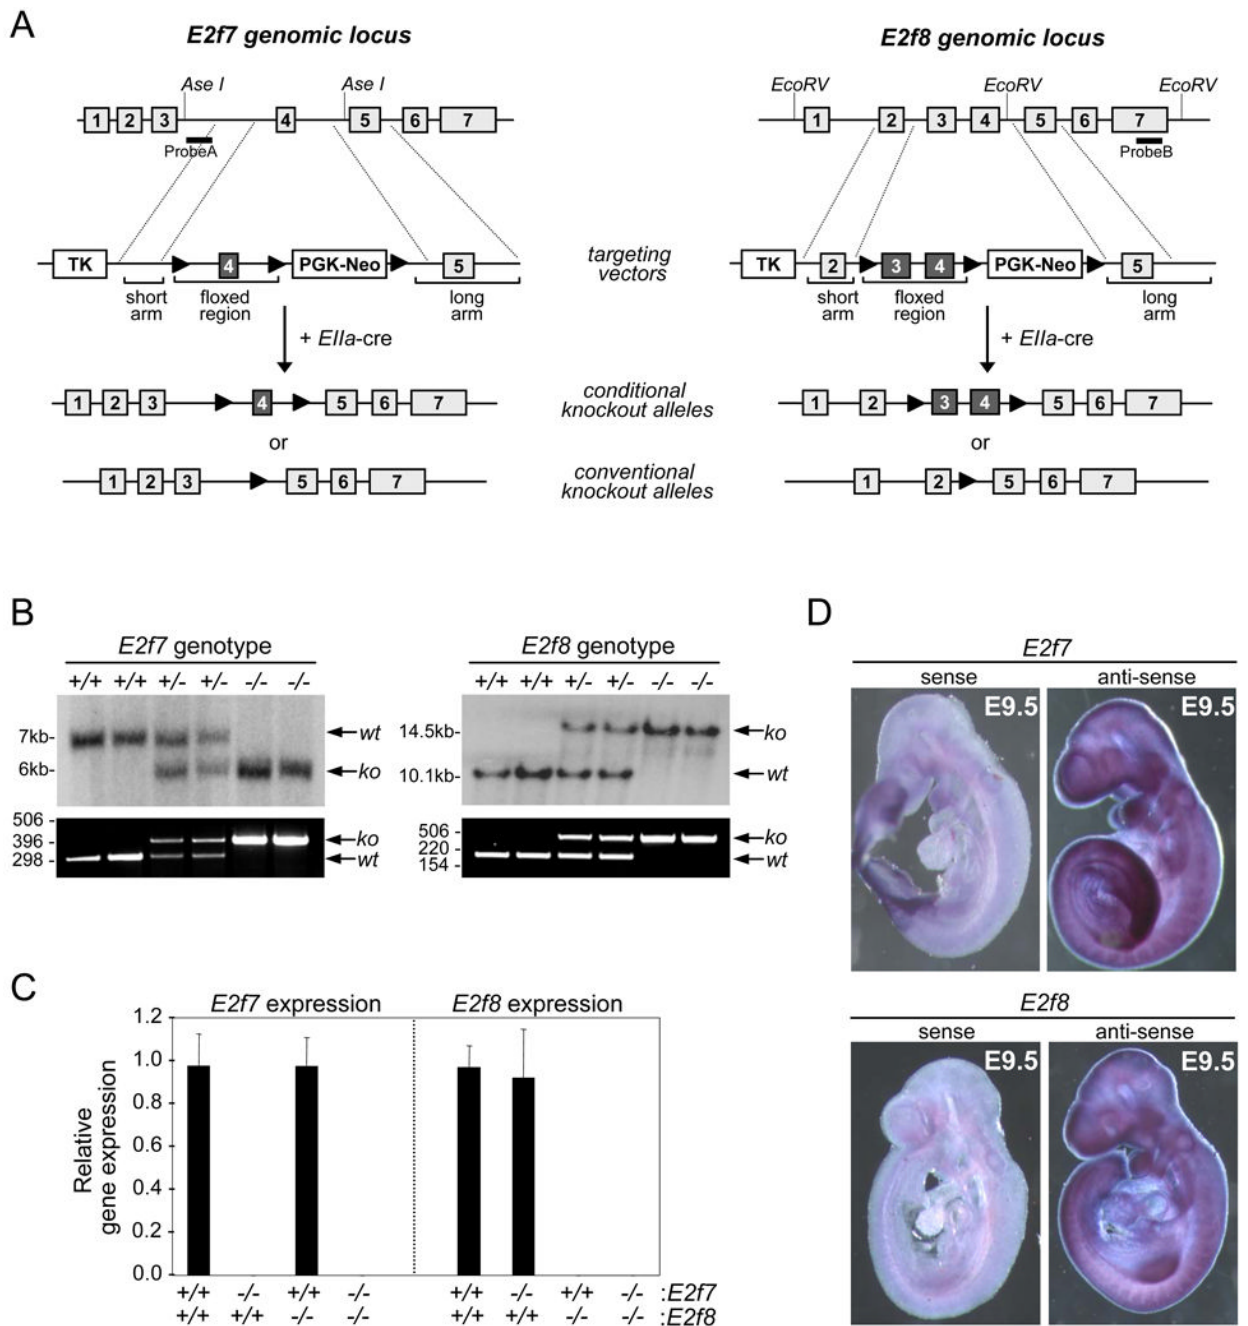 A
E2f7 genomic locus
E2f8 genomic locus
Ase I Ase I
1 2 3 4 5 6 7
ProbeA
EcoRV EcoRV EcoRV
1 2 3 4 5 6 7
ProbeB
TK 4 PGK-Neo 5
short arm
floxed region
long arm
targeting vectors
TK 2 3 4 PGK-Neo 5
short arm
floxed region
long arm
+ EIIa-cre
+ EIIa-cre
1 2 3 4 5 6 7
conditional knockout alleles
1 2 3 4 5 6 7
or
or
1 2 3 5 6 7
conventional knockout alleles
1 2 5 6 7
B
E2f7 genotype
+/+ +/+ +/- +/- -/- -/-
7kb- wt
6kb- ko
506
396 ko
298 wt
E2f8 genotype
+/+ +/+ +/- +/- -/- -/-
14.5kb- ko
10.1kb- wt
506 ko
220
154 wt
C
E2f7 expression E2f8 expression
Relative gene expression
1.2
1.0
0.8
0.6
0.4
0.2
0.0
+/+ -/- +/+ -/- +/+ -/- +/+ -/- :E2f7
+/+ +/+ -/- -/- +/+ +/+ -/- -/- :E2f8
D
E2f7
sense anti-sense
E9.5 E9.5
E2f8
sense anti-sense
E9.5 E9.5